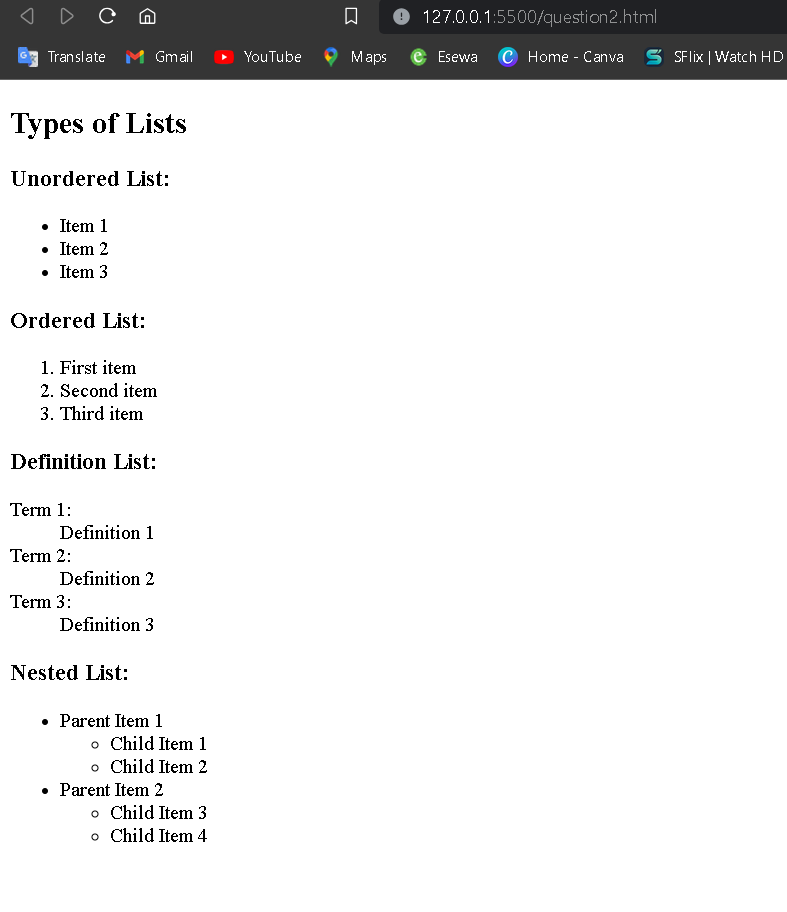 127.0.0.1:5500/question2.html
Translate Gmail YouTube Maps Esewa Home - Canva SFlix | Watch HD
Types of Lists
Unordered List:
• Item 1
• Item 2
• Item 3
Ordered List:
1. First item
2. Second item
3. Third item
Definition List:
Term 1:
Definition 1
Term 2:
Definition 2
Term 3:
Definition 3
Nested List:
• Parent Item 1
◦ Child Item 1
◦ Child Item 2
• Parent Item 2
◦ Child Item 3
◦ Child Item 4